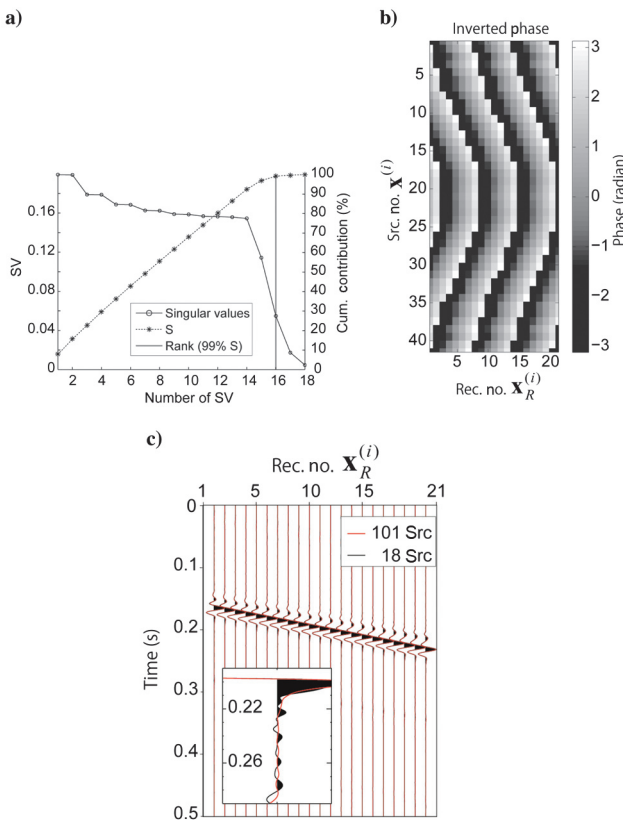 a)
SV
0.16
0.12
0.08
0.04
0
100
90
80
70
60
50
40
30
20
10
0
Cum. contribution (%)
Singular values
S
Rank (99% S)
2 4 6 8 10 12 14 16 18
Number of SV
b)
Inverted phase
Src. no. x^(i)
5
10
15
20
25
30
35
40
5 10 15 20
Rec. no. x_R^(i)
3
2
1
0
−1
−2
−3
Phase (radian)
c)
Rec. no. x_R^(i)
1 5 10 15 21
Time (s)
0
0.1
0.2
0.3
0.4
0.5
101 Src
18 Src
0.22
0.26